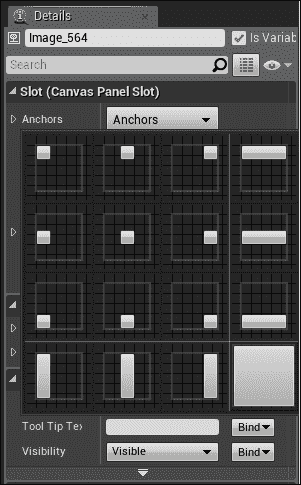 Details
Image_564
Is Variab
Search
Slot (Canvas Panel Slot)
Anchors Anchors
Tool Tip Tex Bind
Visibility Visible Bind